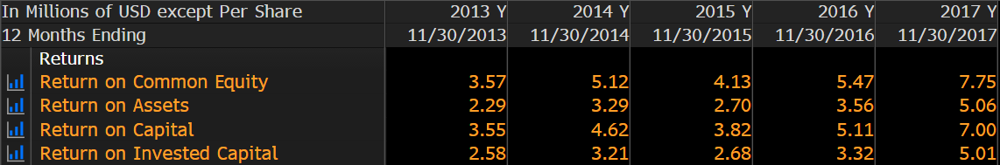 In Millions of USD except Per Share 2013 Y 2014 Y 2015 Y 2016 Y 2017 Y
12 Months Ending 11/30/2013 11/30/2014 11/30/2015 11/30/2016 11/30/2017
Returns
Return on Common Equity 3.57 5.12 4.13 5.47 7.75
Return on Assets 2.29 3.29 2.70 3.56 5.06
Return on Capital 3.55 4.62 3.82 5.11 7.00
Return on Invested Capital 2.58 3.21 2.68 3.32 5.01